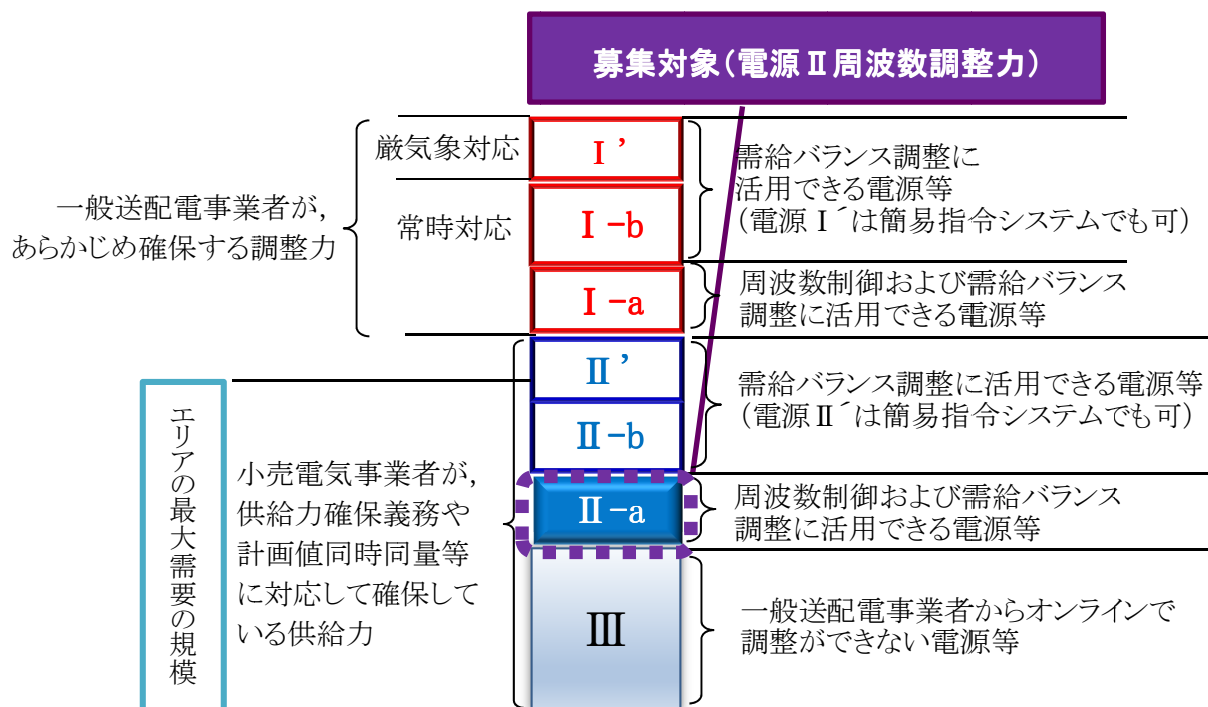 募集対象(電源Ⅱ周波数調整力)
厳気象対応
Ⅰ’
需給バランス調整に
活用できる電源等
(電源Ⅰ´は簡易指令システムでも可)
一般送配電事業者が,
あらかじめ確保する調整力
常時対応
Ⅰ-b
Ⅰ-a
周波数制御および需給バランス
調整に活用できる電源等
Ⅱ’
需給バランス調整に活用できる電源等
(電源Ⅱ´は簡易指令システムでも可)
Ⅱ-b
エリアの最大需要の規模
小売電気事業者が,
供給力確保義務や
計画値同時同量等
に対応して確保して
いる供給力
Ⅱ-a
周波数制御および需給バランス
調整に活用できる電源等
Ⅲ
一般送配電事業者からオンラインで
調整ができない電源等